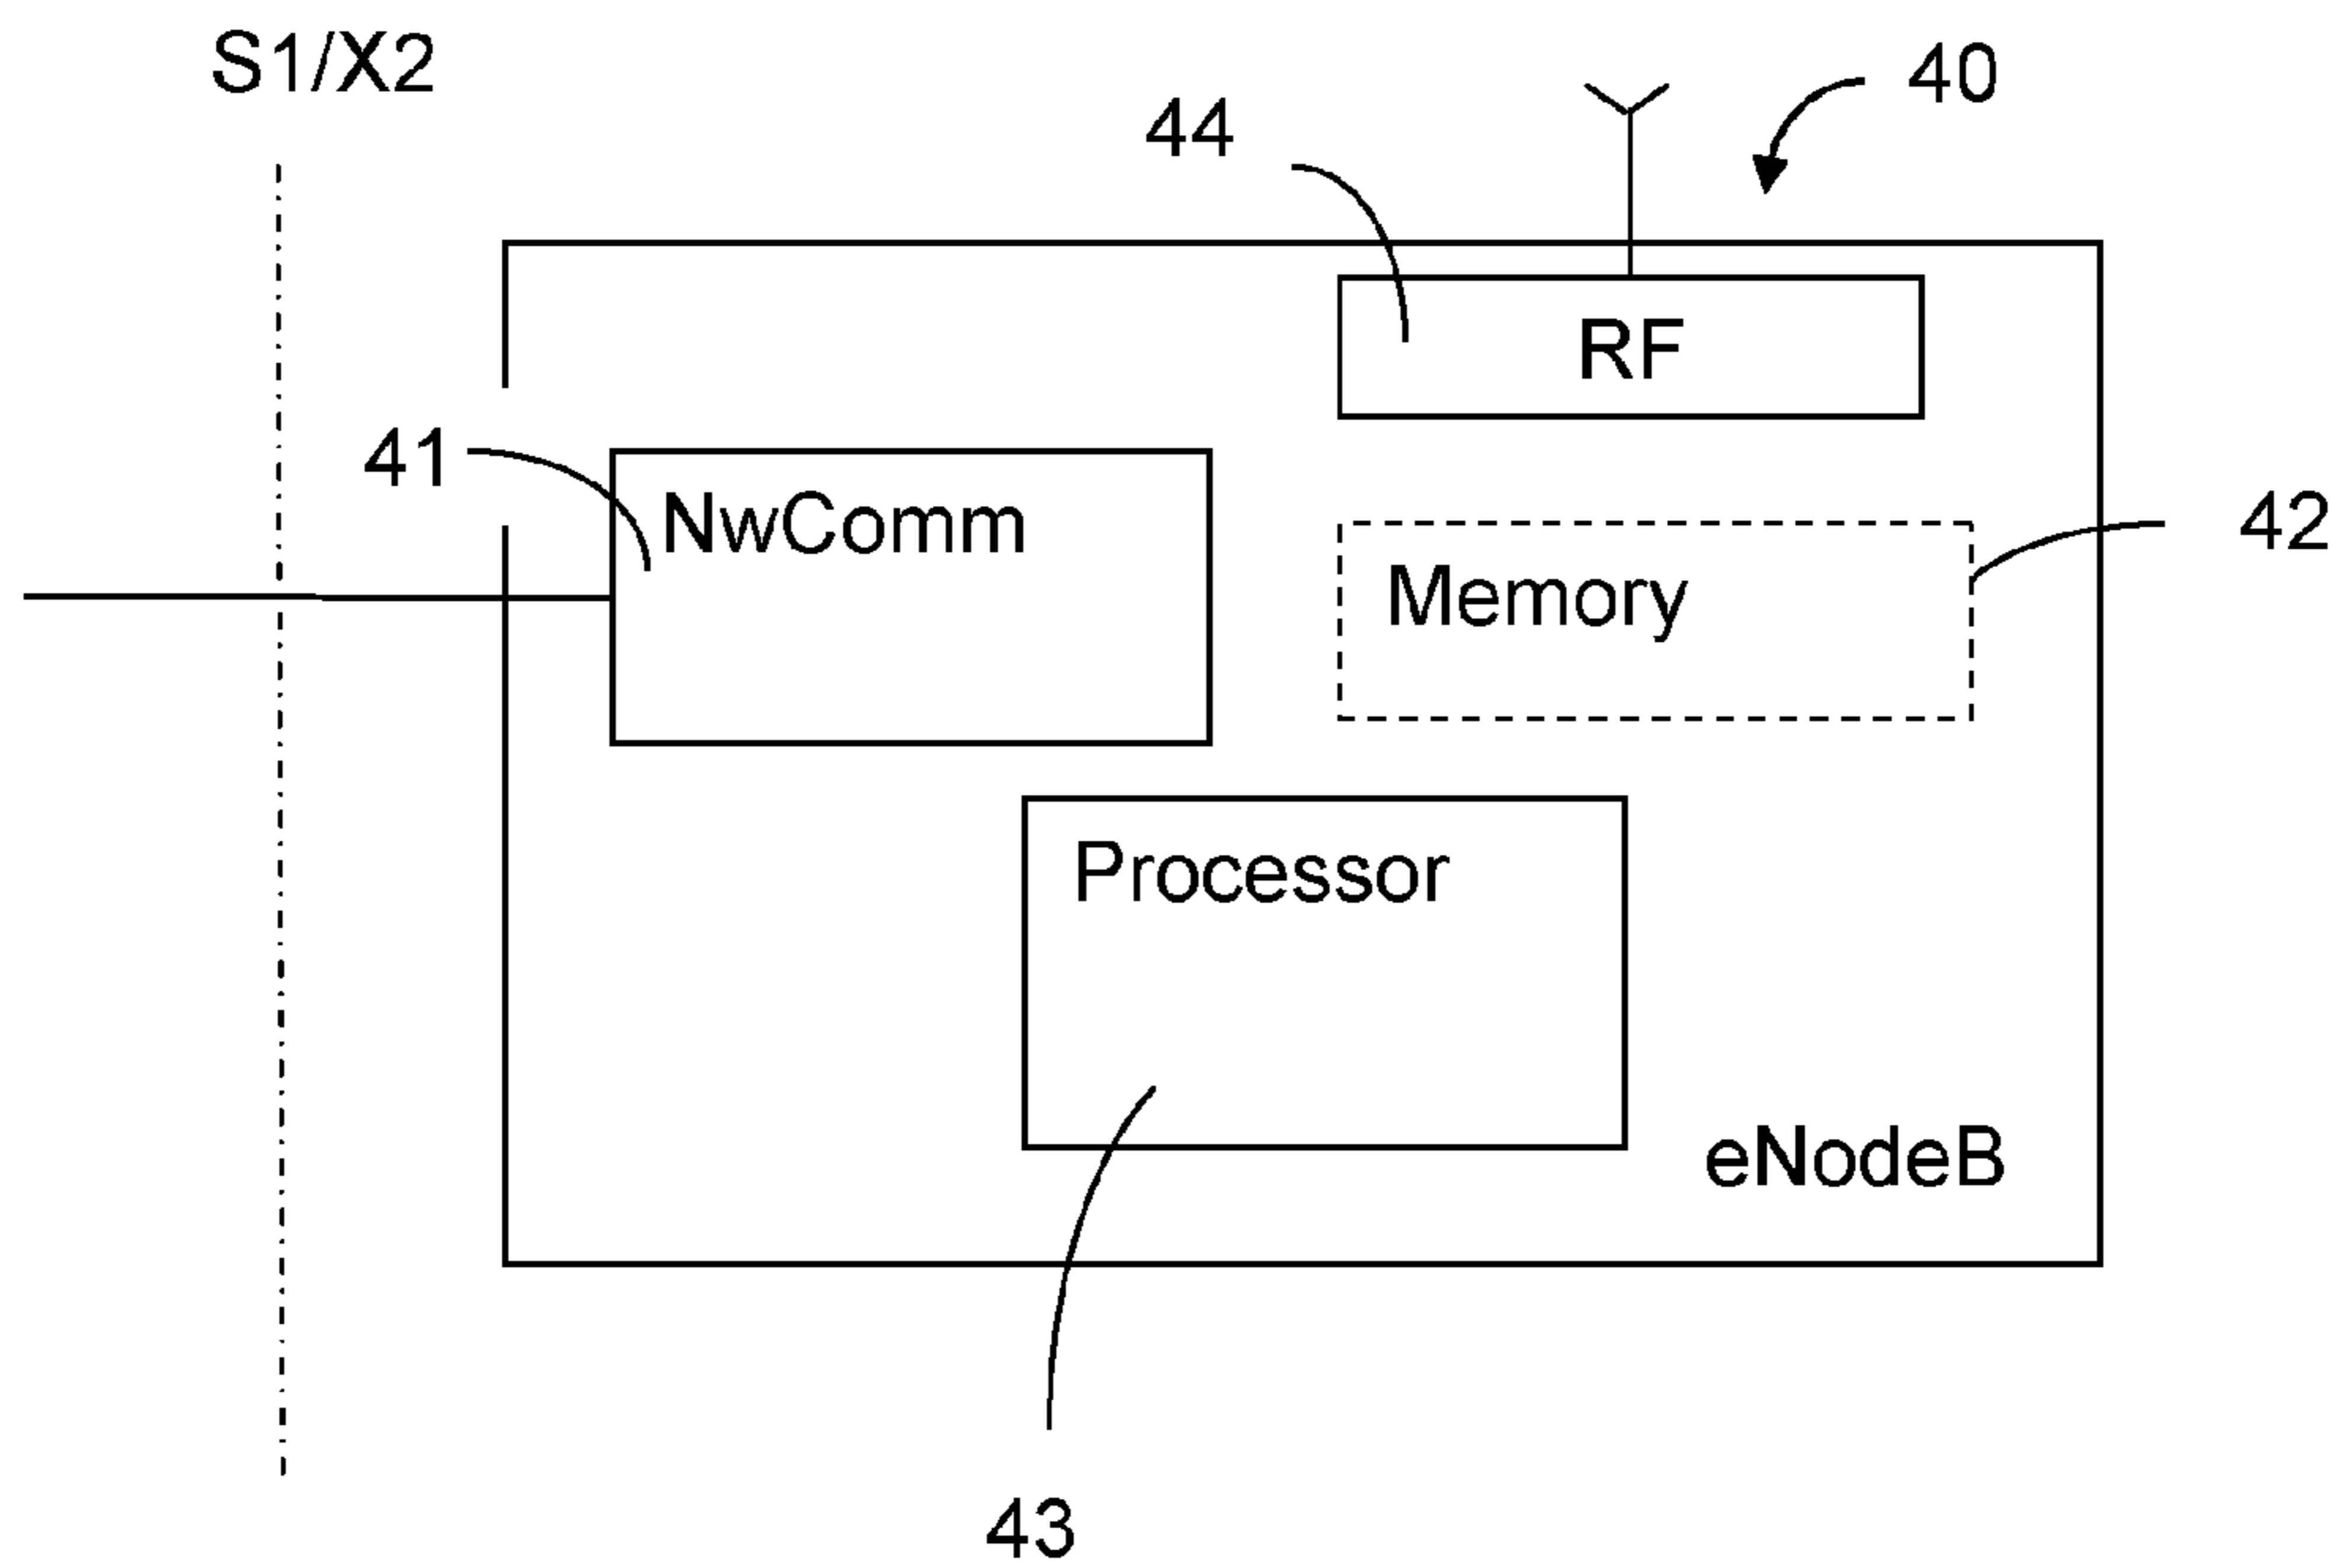 S1/X2
40
44
RF
41
NwComm
42
Memory
Processor
eNodeB
43